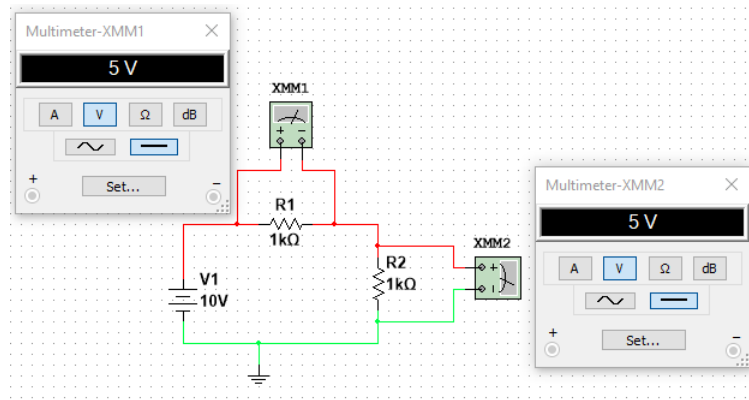 Multimeter-XMM1
5 V
A V Ω dB
+ Set... -
XMM1
+ -
R1
1kΩ
V1
10V
R2
1kΩ
XMM2
+
-
Multimeter-XMM2
5 V
A V Ω dB
+ Set... -